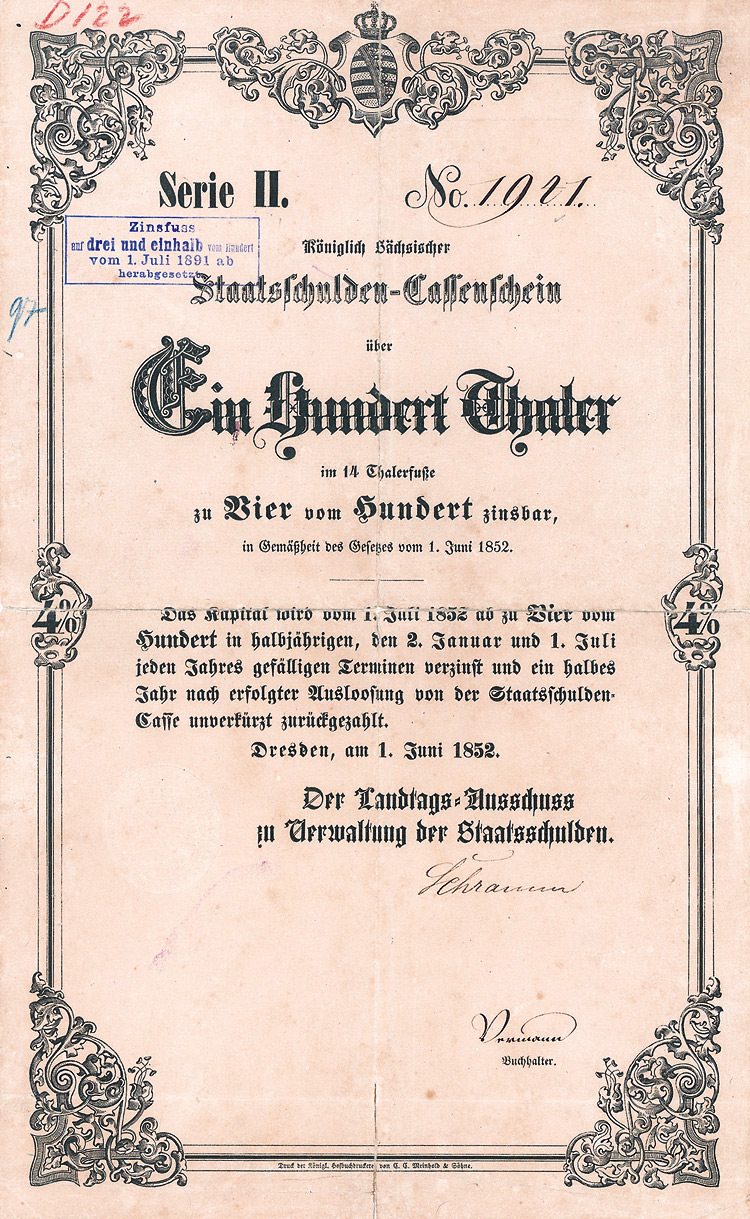 D122
Serie II. No. 1921.
Zinsfuss
auf drei und einhalb vom Hundert
vom 1. Juli 1891 ab
herabgesetzt
Königlich Sächsischer
Staatsschulden-Cassenschein
über
Ein Hundert Thaler
im 14 Thalerfuße
zu Vier vom Hundert zinsbar,
in Gemäßheit des Gesetzes vom 1. Juni 1852.
4% 4%
Das Kapital wird vom 1. Juli 1852 ab zu Vier vom
Hundert in halbjährigen, den 2. Januar und 1. Juli
jeden Jahres gefälligen Terminen verzinst und ein halbes
Jahr nach erfolgter Ausloosung von der Staatsschulden-
Casse unverkürzt zurückgezahlt.
Dresden, am 1. Juni 1852.
Der Landtags-Ausschuss
zu Verwaltung der Staatsschulden.
Schramm
Buchhalter.
Druck der Königl. Hofbuchdruckerei von C. C. Meinhold & Söhne.